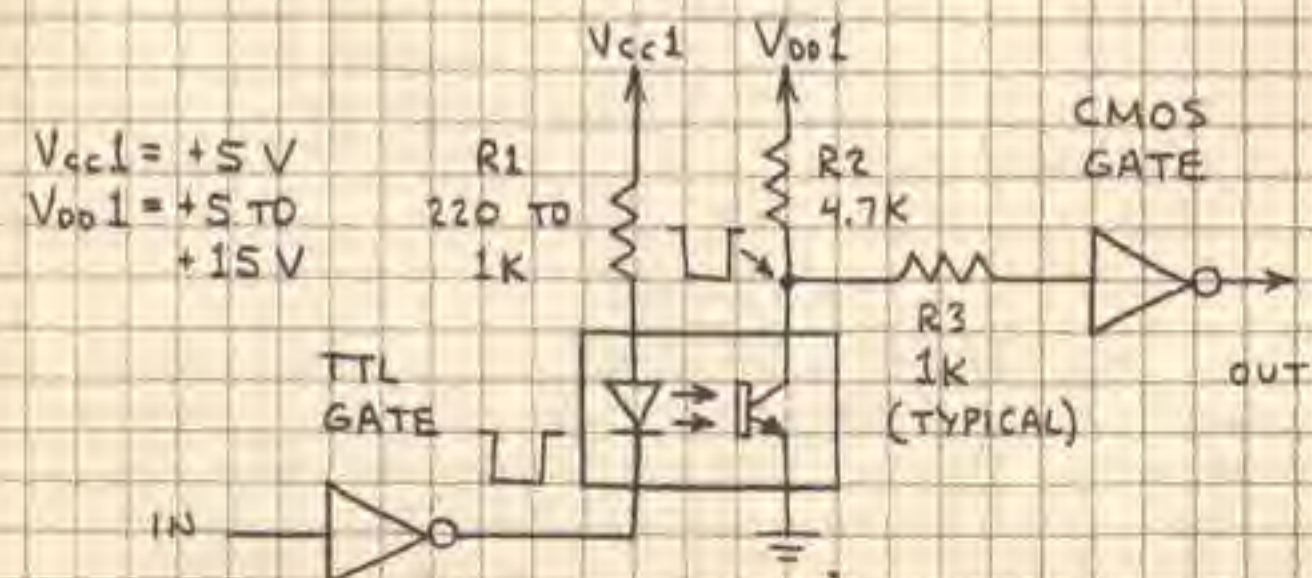 Vcc1 VDD1
CMOS
GATE
Vcc1 = +5 V
VDD1 = +5 TO
+15 V
R1
220 TO
1K
R2
4.7K
R3
1K
(TYPICAL)
OUT
TTL
GATE
IN